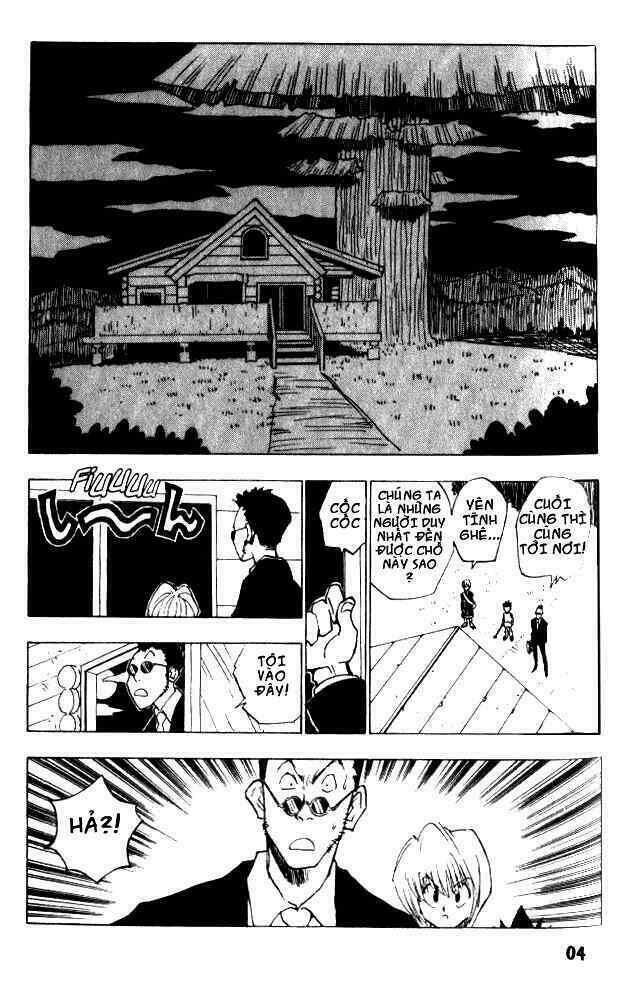 CUỐI
CÙNG THÌ
CŨNG
TỚI NƠI!
YÊN
TĨNH
GHÊ...
CHÚNG TA
LÀ NHỮNG
NGƯỜI DUY
NHẤT ĐẾN
ĐƯỢC CHỖ
NÀY SAO
?
CỐC
CỐC
Fiuuuu
し〜ん
TÔI
VÀO
ĐÂY!
HẢ?!
04